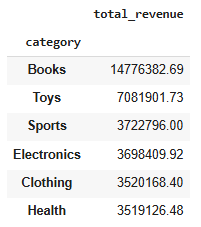 total_revenue
category
Books 14776382.69
Toys 7081901.73
Sports 3722796.00
Electronics 3698409.92
Clothing 3520168.40
Health 3519126.48